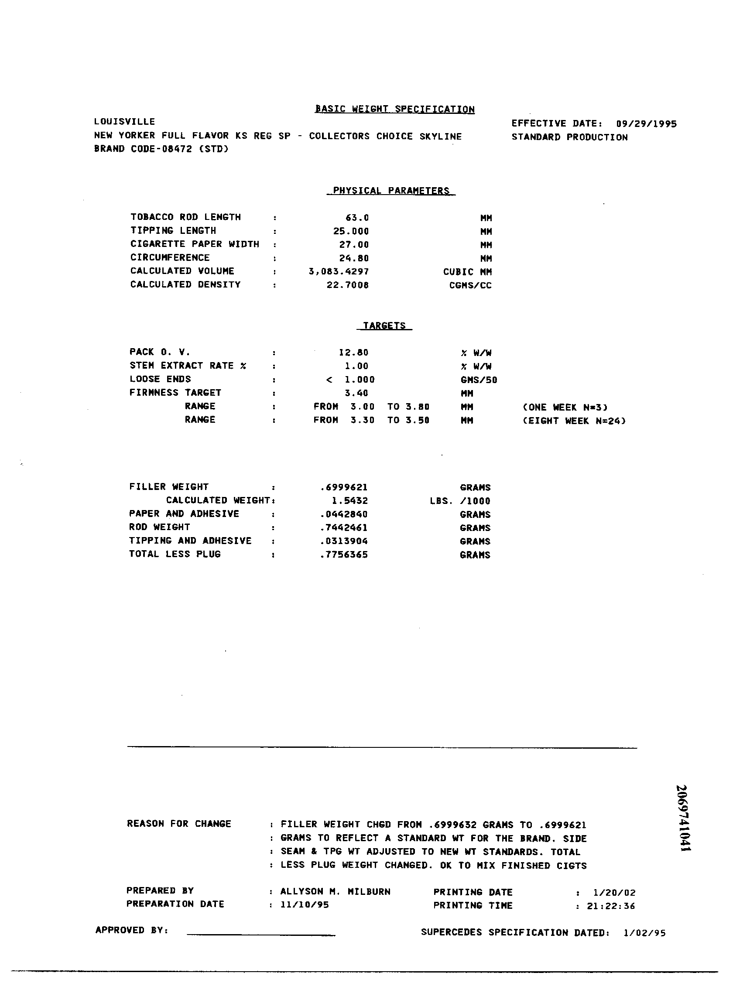 BASIC WEIGHT SPECIFICATION
LOUISVILLE EFFECTIVE DATE: 09/29/1995
NEW YORKER FULL FLAVOR KS REG SP - COLLECTORS CHOICE SKYLINE STANDARD PRODUCTION
BRAND CODE-08472 (STD)
PHYSICAL PARAMETERS
TOBACCO ROD LENGTH : 63.0 MM
TIPPING LENGTH : 25.000 MM
CIGARETTE PAPER WIDTH : 27.00 MM
CIRCUMFERENCE : 24.80 MM
CALCULATED VOLUME : 3,083.4297 CUBIC MM
CALCULATED DENSITY : 22.7008 CGMS/CC
TARGETS
PACK O. V. : 12.80 % W/W
STEM EXTRACT RATE % : 1.00 % W/W
LOOSE ENDS : < 1.000 GMS/50
FIRMNESS TARGET : 3.40 MM
RANGE : FROM 3.00 TO 3.80 MM (ONE WEEK N=3)
RANGE : FROM 3.30 TO 3.50 MM (EIGHT WEEK N=24)
FILLER WEIGHT : .6999621 GRAMS
CALCULATED WEIGHT: 1.5432 LBS. /1000
PAPER AND ADHESIVE : .0442840 GRAMS
ROD WEIGHT : .7442461 GRAMS
TIPPING AND ADHESIVE : .0313904 GRAMS
TOTAL LESS PLUG : .7756365 GRAMS
REASON FOR CHANGE : FILLER WEIGHT CHGD FROM .6999632 GRAMS TO .6999621
: GRAMS TO REFLECT A STANDARD WT FOR THE BRAND. SIDE
: SEAM & TPG WT ADJUSTED TO NEW WT STANDARDS. TOTAL
: LESS PLUG WEIGHT CHANGED. OK TO MIX FINISHED CIGTS
PREPARED BY : ALLYSON M. MILBURN PRINTING DATE : 1/20/02
PREPARATION DATE : 11/10/95 PRINTING TIME : 21:22:36
APPROVED BY: SUPERCEDES SPECIFICATION DATED: 1/02/95
2069741041